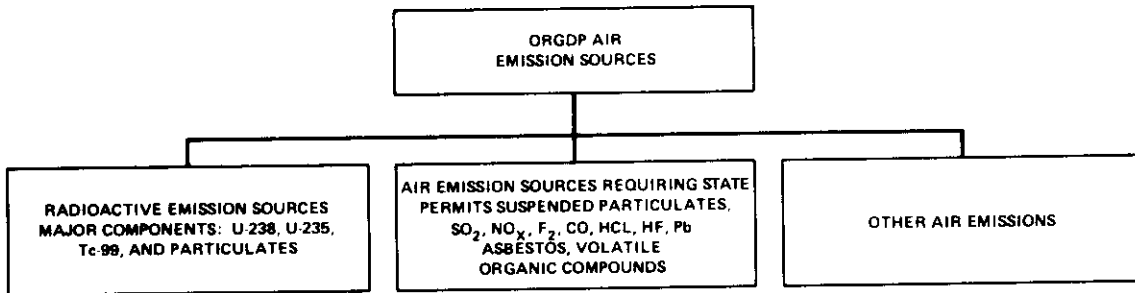 ORGDP AIR
EMISSION SOURCES
RADIOACTIVE EMISSION SOURCES
MAJOR COMPONENTS: U-238, U-235,
Tc-99, AND PARTICULATES
AIR EMISSION SOURCES REQUIRING STATE
PERMITS SUSPENDED PARTICULATES,
SO₂, NOₓ, F₂, CO, HCL, HF, Pb
ASBESTOS, VOLATILE
ORGANIC COMPOUNDS
OTHER AIR EMISSIONS